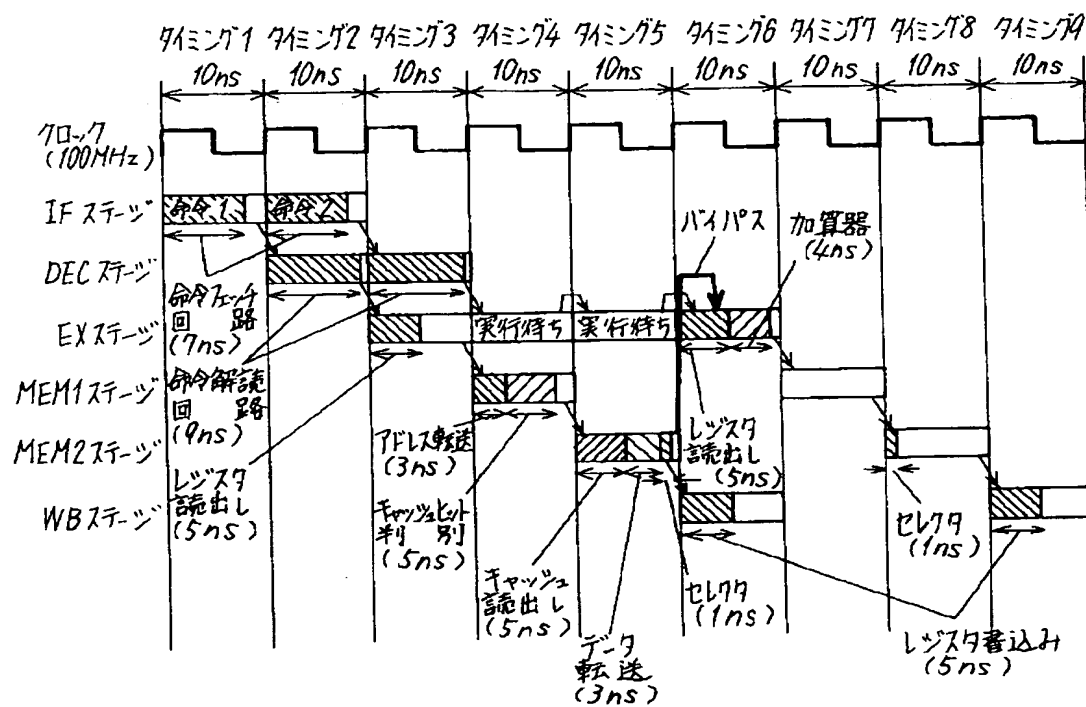 タイミング1 タイミング2 タイミング3 タイミング4 タイミング5 タイミング6 タイミング7 タイミング8 タイミング9
10ns 10ns 10ns 10ns 10ns 10ns 10ns 10ns 10ns
クロック
(100MHz)
IFステージ
命令1
命令2
DECステージ
命令フェッチ
回路
(7ns)
バイパス
加算器
(4ns)
EXステージ
実行待ち
実行待ち
MEM1ステージ
命令解読
回路
(9ns)
アドレス転送
(3ns)
レジスタ
読出し
(5ns)
MEM2ステージ
レジスタ
読出し
(5ns)
キャッシュヒット
判別
(5ns)
WBステージ
セレクタ
(1ns)
キャッシュ
読出し
(5ns)
セレクタ
(1ns)
データ
転送
(3ns)
レジスタ書込み
(5ns)